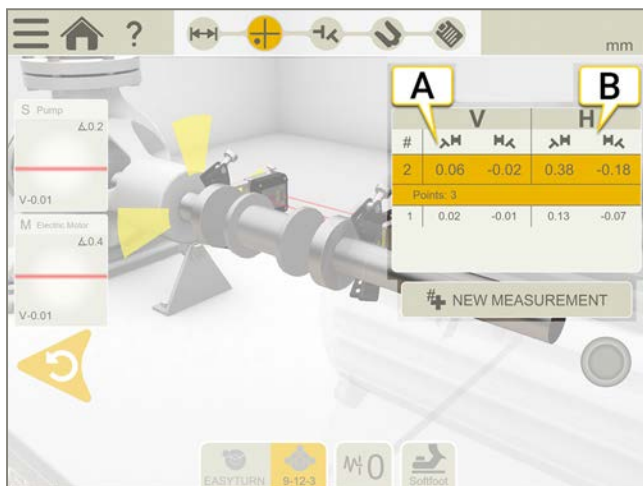 ?
mm
S Pump
∡0.2
V-0.01
M Electric Motor
∡0.4
V-0.01
A
B
V H
#
2 0.06 -0.02 0.38 -0.18
Points: 3
1 0.02 -0.01 0.13 -0.07
# NEW MEASUREMENT
EASYTURN
9-12-3
0
Softfoot